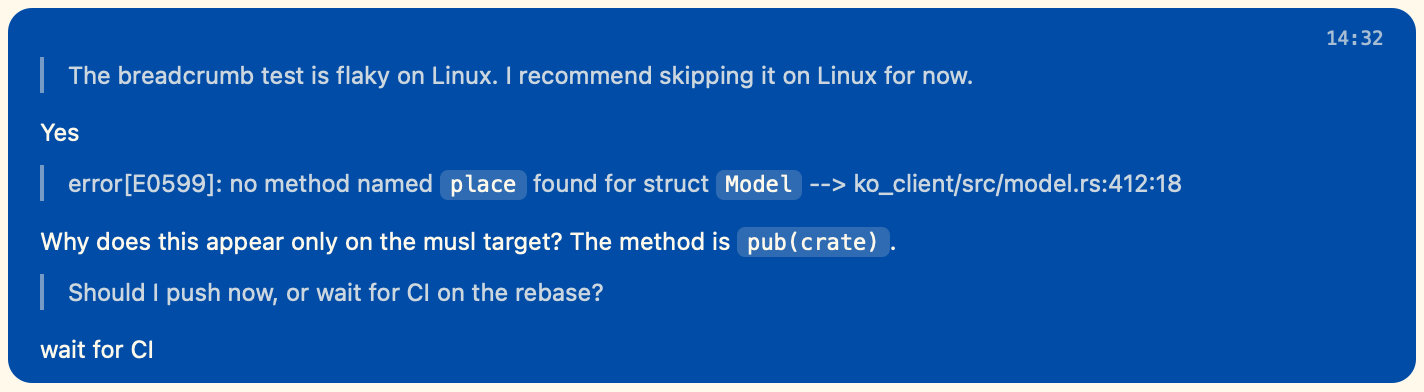 14:32
The breadcrumb test is flaky on Linux. I recommend skipping it on Linux for now.
Yes
error[E0599]: no method named place found for struct Model --> ko_client/src/model.rs:412:18
Why does this appear only on the musl target? The method is pub(crate).
Should I push now, or wait for CI on the rebase?
wait for CI